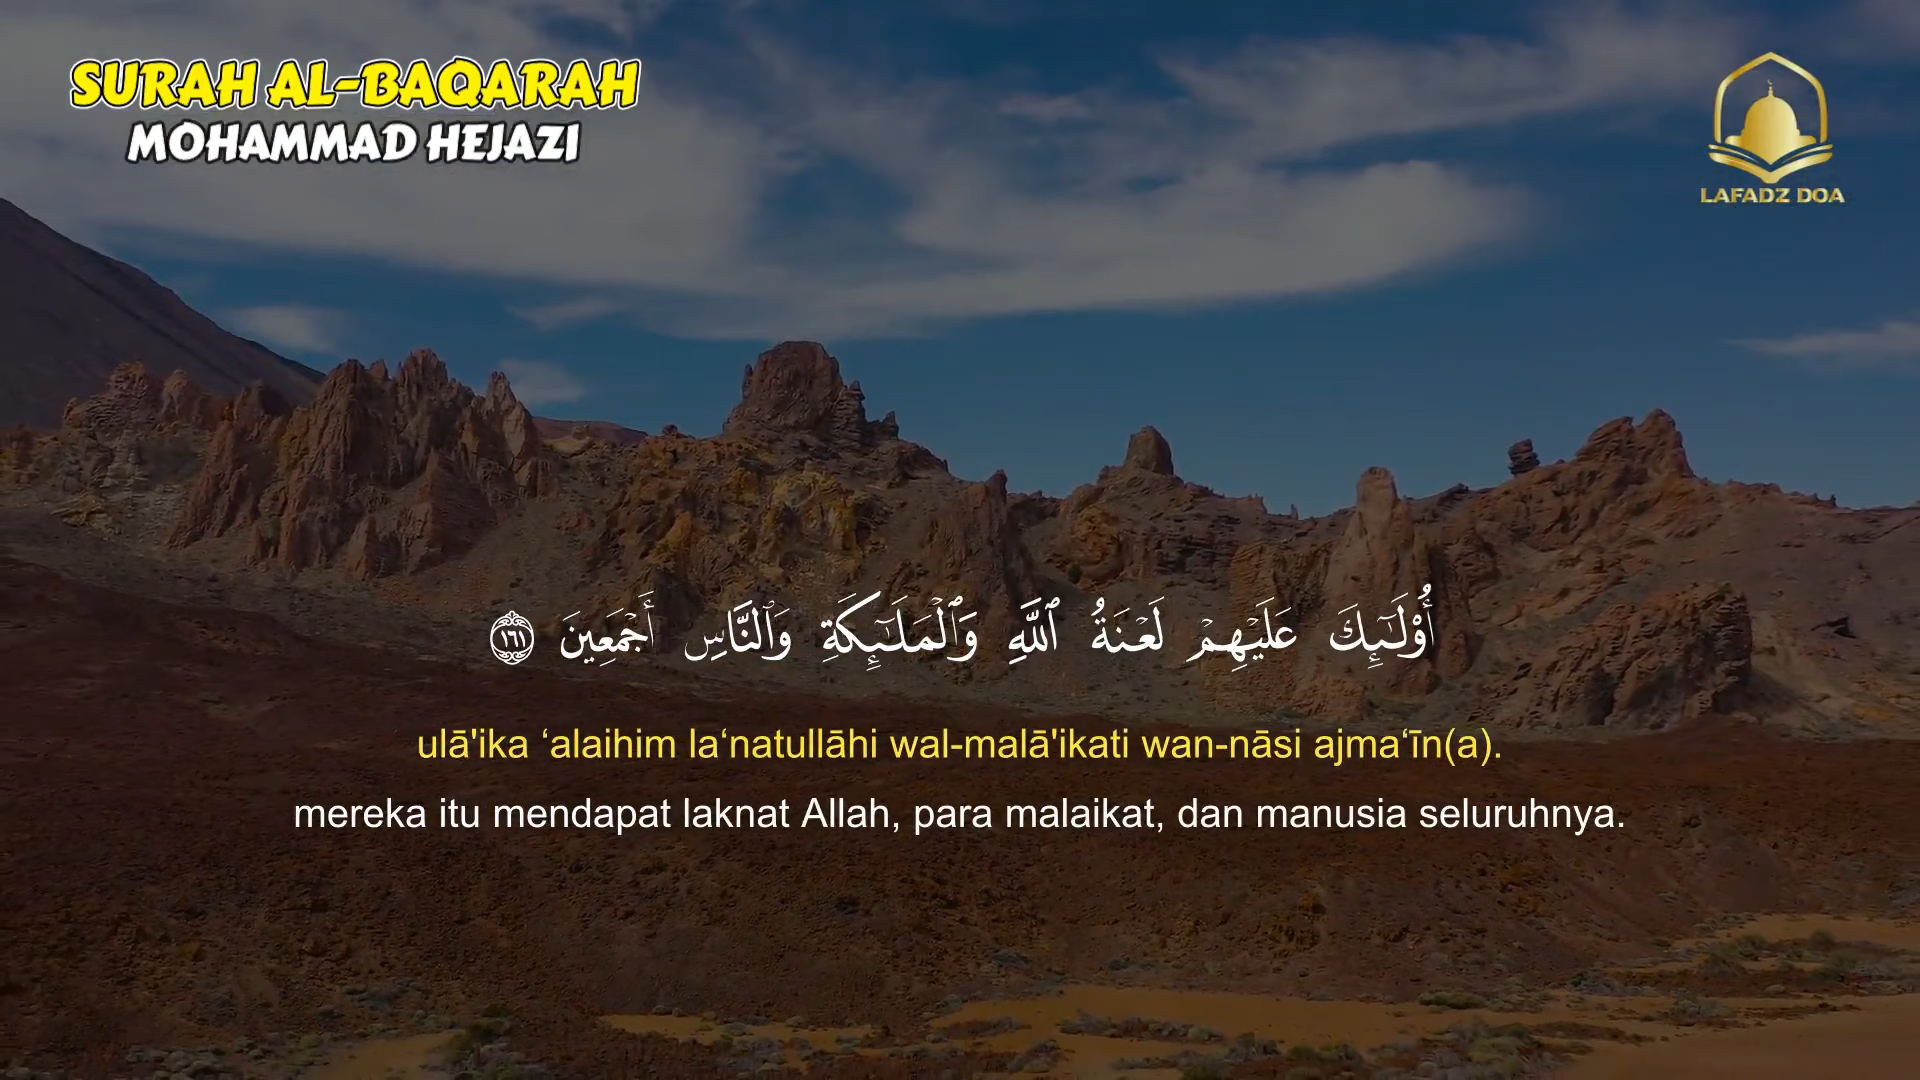 SURAH AL-BAQARAH
MOHAMMAD HEJAZI
LAFADZ DOA
أُو۟لَـٰٓئِكَ عَلَيْهِمْ لَعْنَةُ ٱللَّهِ وَٱلْمَلَـٰٓئِكَةِ وَٱلنَّاسِ أَجْمَعِينَ ١٦١
ulā'ika ‘alaihim la‘natullāhi wal-malā'ikati wan-nāsi ajma‘īn(a).
mereka itu mendapat laknat Allah, para malaikat, dan manusia seluruhnya.